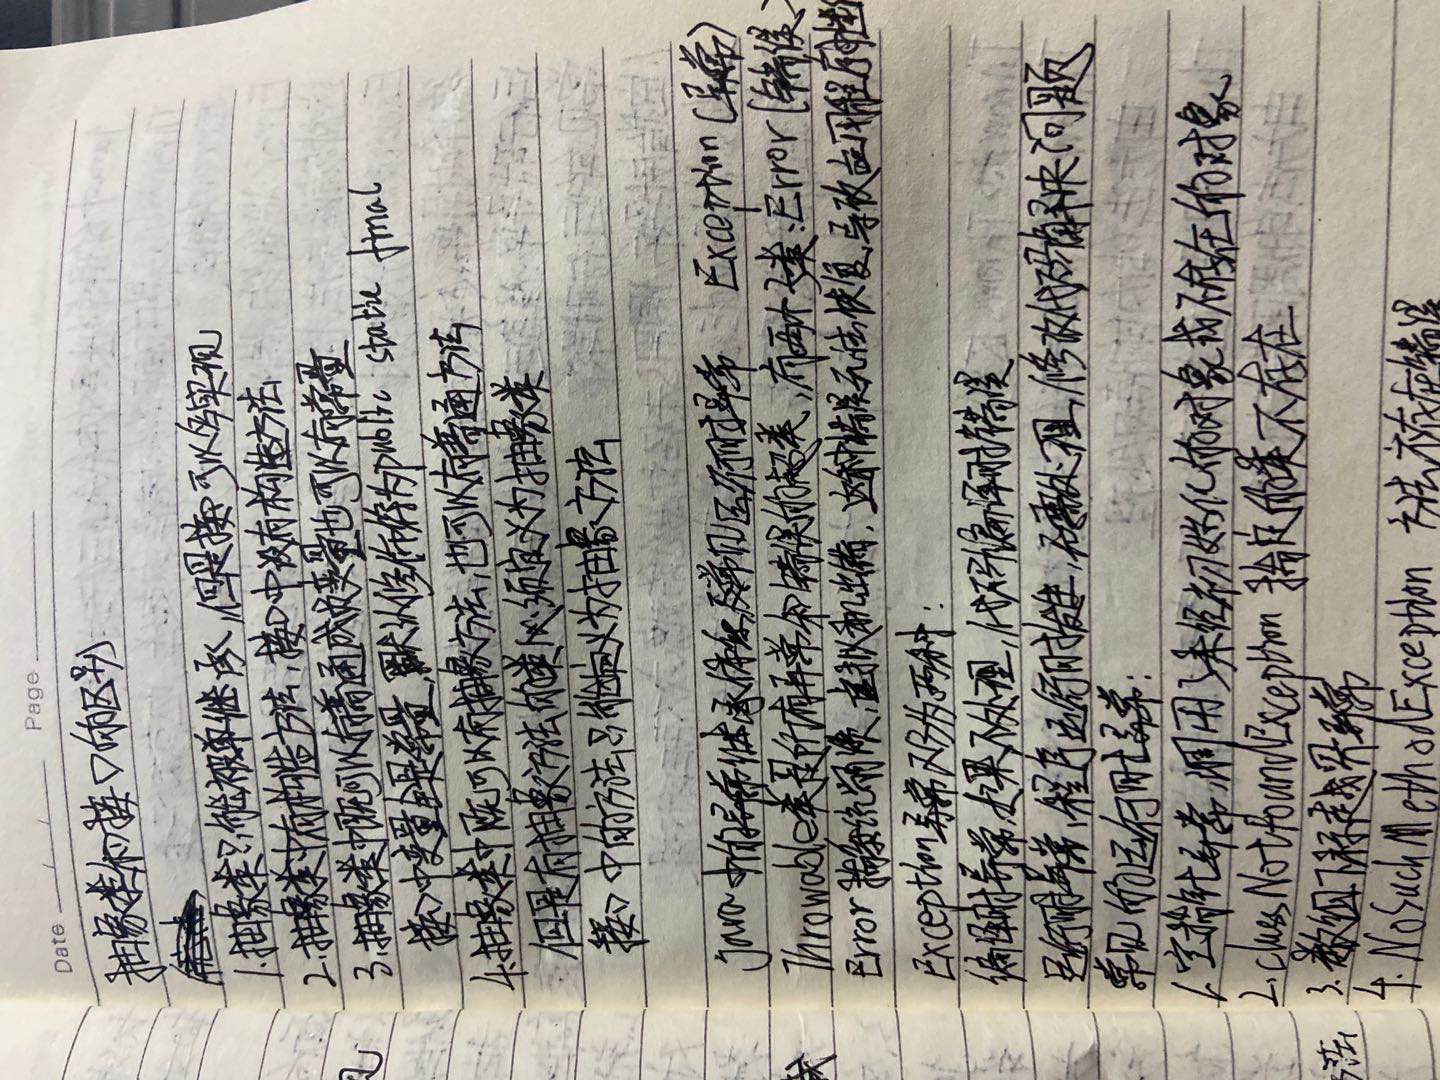 Date / / Page
抽象类和接口的区别
1.抽象类只能被单继承,但是接口可以多实现
2.抽象类中有构造方法,接口中没有构造方法
3.抽象类中既可以有普通成员变量也可以有常量
接口中变量全是常量,默认修饰符为public static final
4.抽象类中既可以有抽象方法,也可以有普通方法
但是有抽象方法的类必须定义为抽象类
接口中的方法只能定义为抽象方法
java中的异常继承体系及常见运行时异常 Exception(异常)
Throwable类是所有异常和错误的超类,有两个子类:Error(错误)
Error指系统崩溃,虚拟机出错,这种错误无法恢复,导致应用程序
Exception异常又分为两种:
编译时异常,如果不处理,代码编译时错误
运行时异常,程序运行时发生,不需处理,修改代码解决问题
常见的运行时异常:
1.空指针异常,调用了未经初始化的对象或不存在的对象
2.classNotFoundException 指定的类不存在
3.数组下标越界异常
4.NoSuchMethodException 方法不存在错误